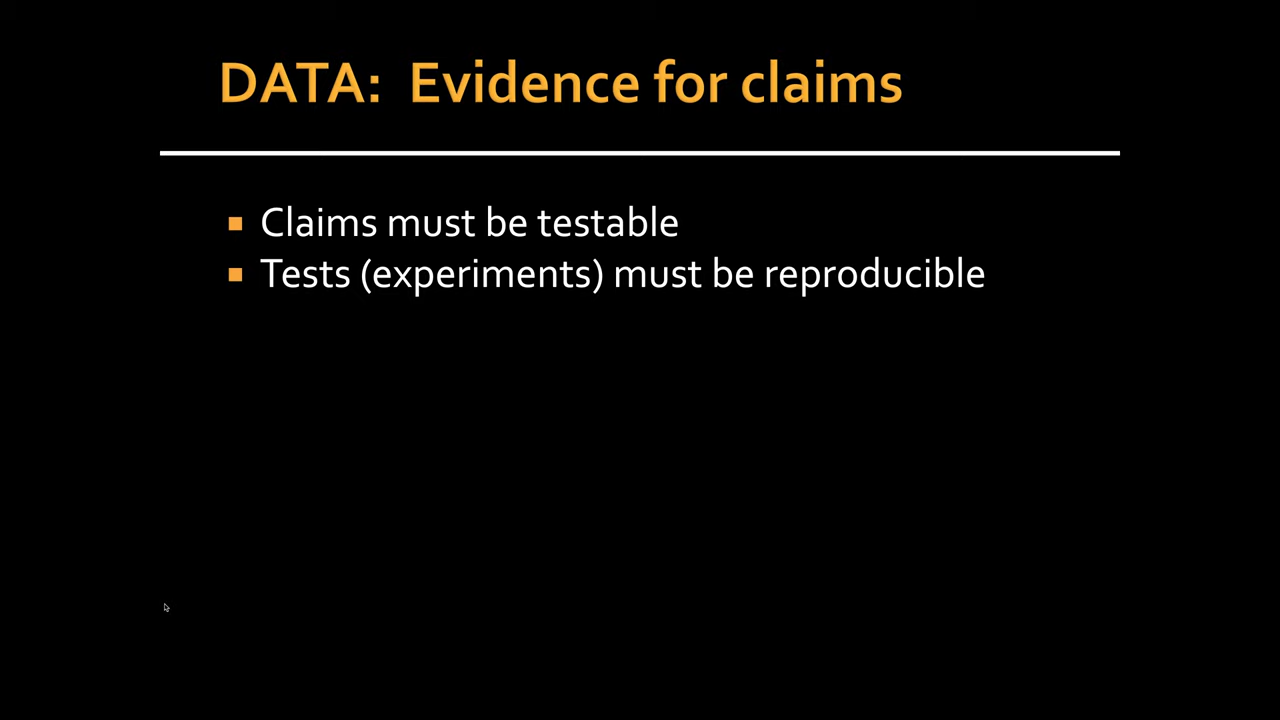 DATA: Evidence for claims
Claims must be testable
Tests (experiments) must be reproducible